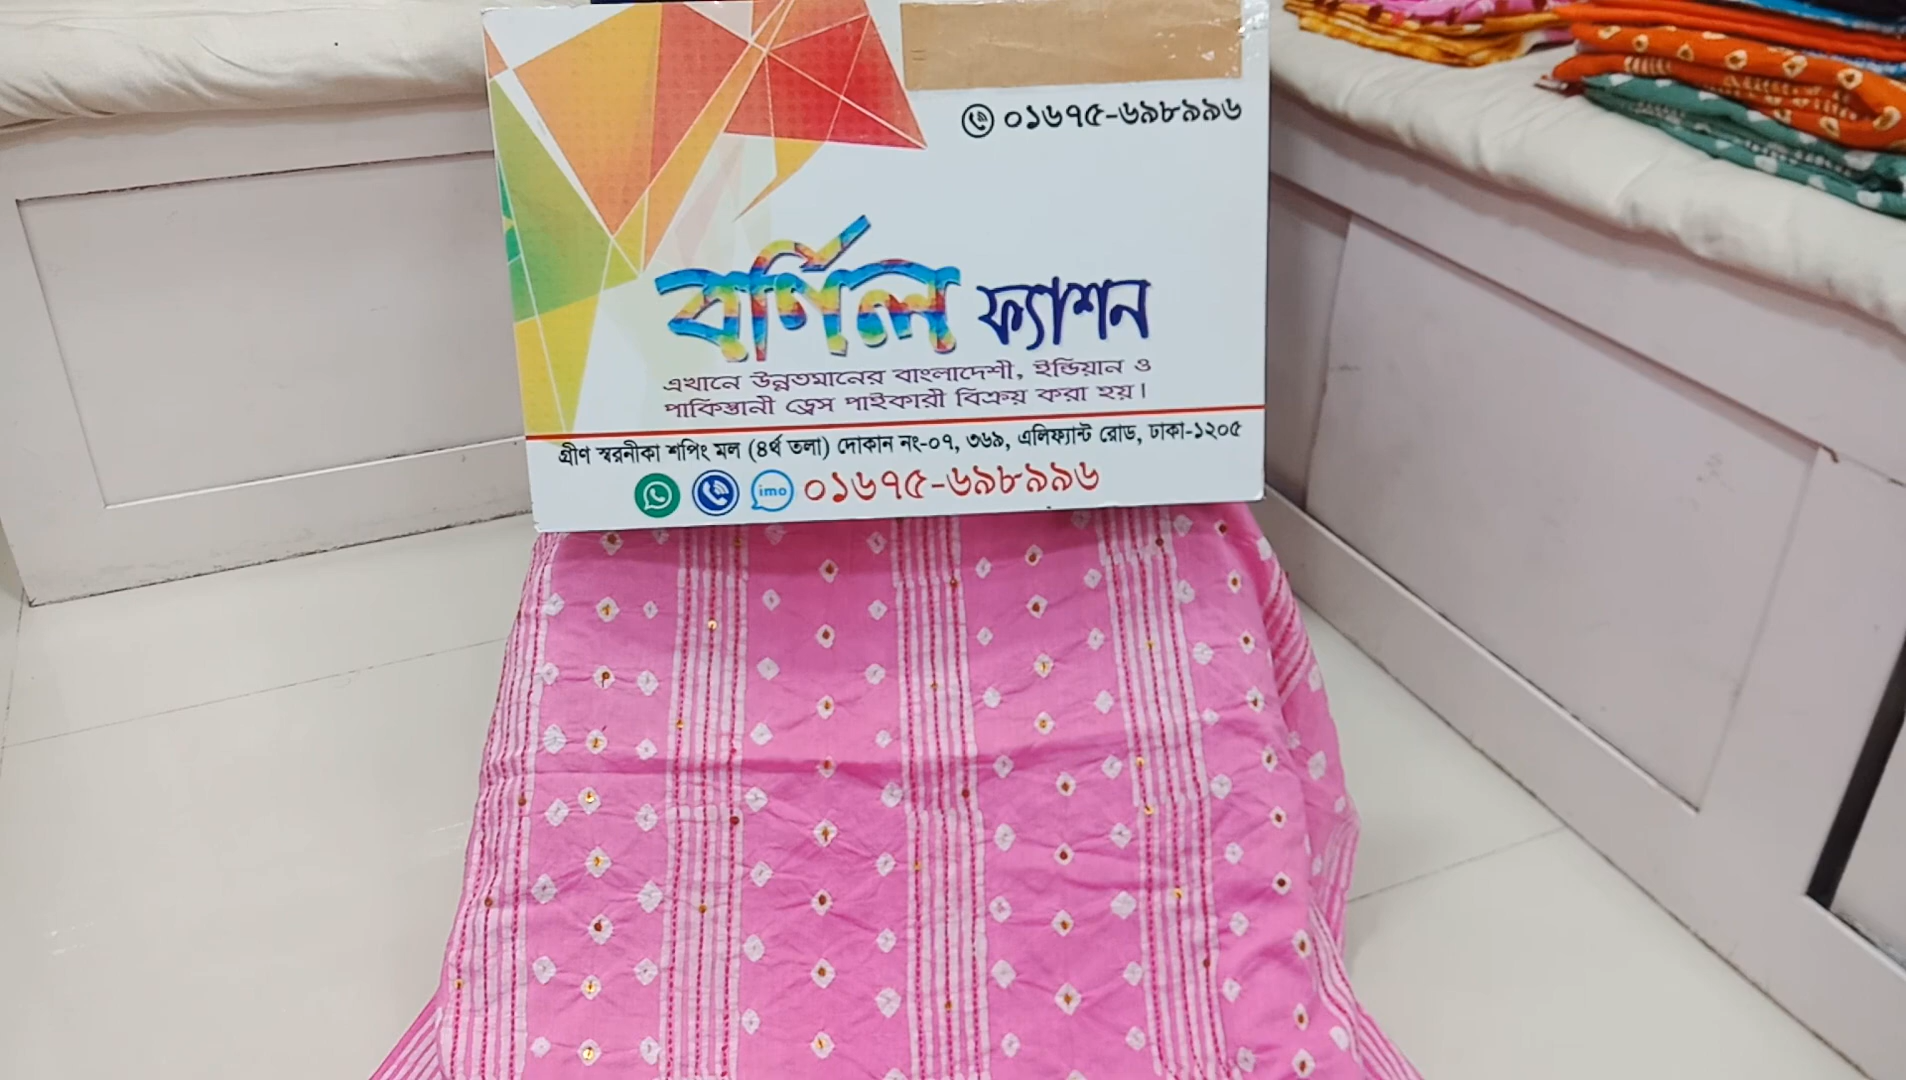 ০১৬৭৫-৬৯৮৯৯৬
বর্ণিল ফ্যাশন
এখানে উন্নতমানের বাংলাদেশী, ইন্ডিয়ান ও
পাকিস্তানী ড্রেস পাইকারী বিক্রয় করা হয়।
গ্রীণ স্বরনীকা শপিং মল (৪র্থ তলা) দোকান নং-০৭, ৩৬৯, এলিফ্যান্ট রোড, ঢাকা-১২০৫
imo ০১৬৭৫-৬৯৮৯৯৬